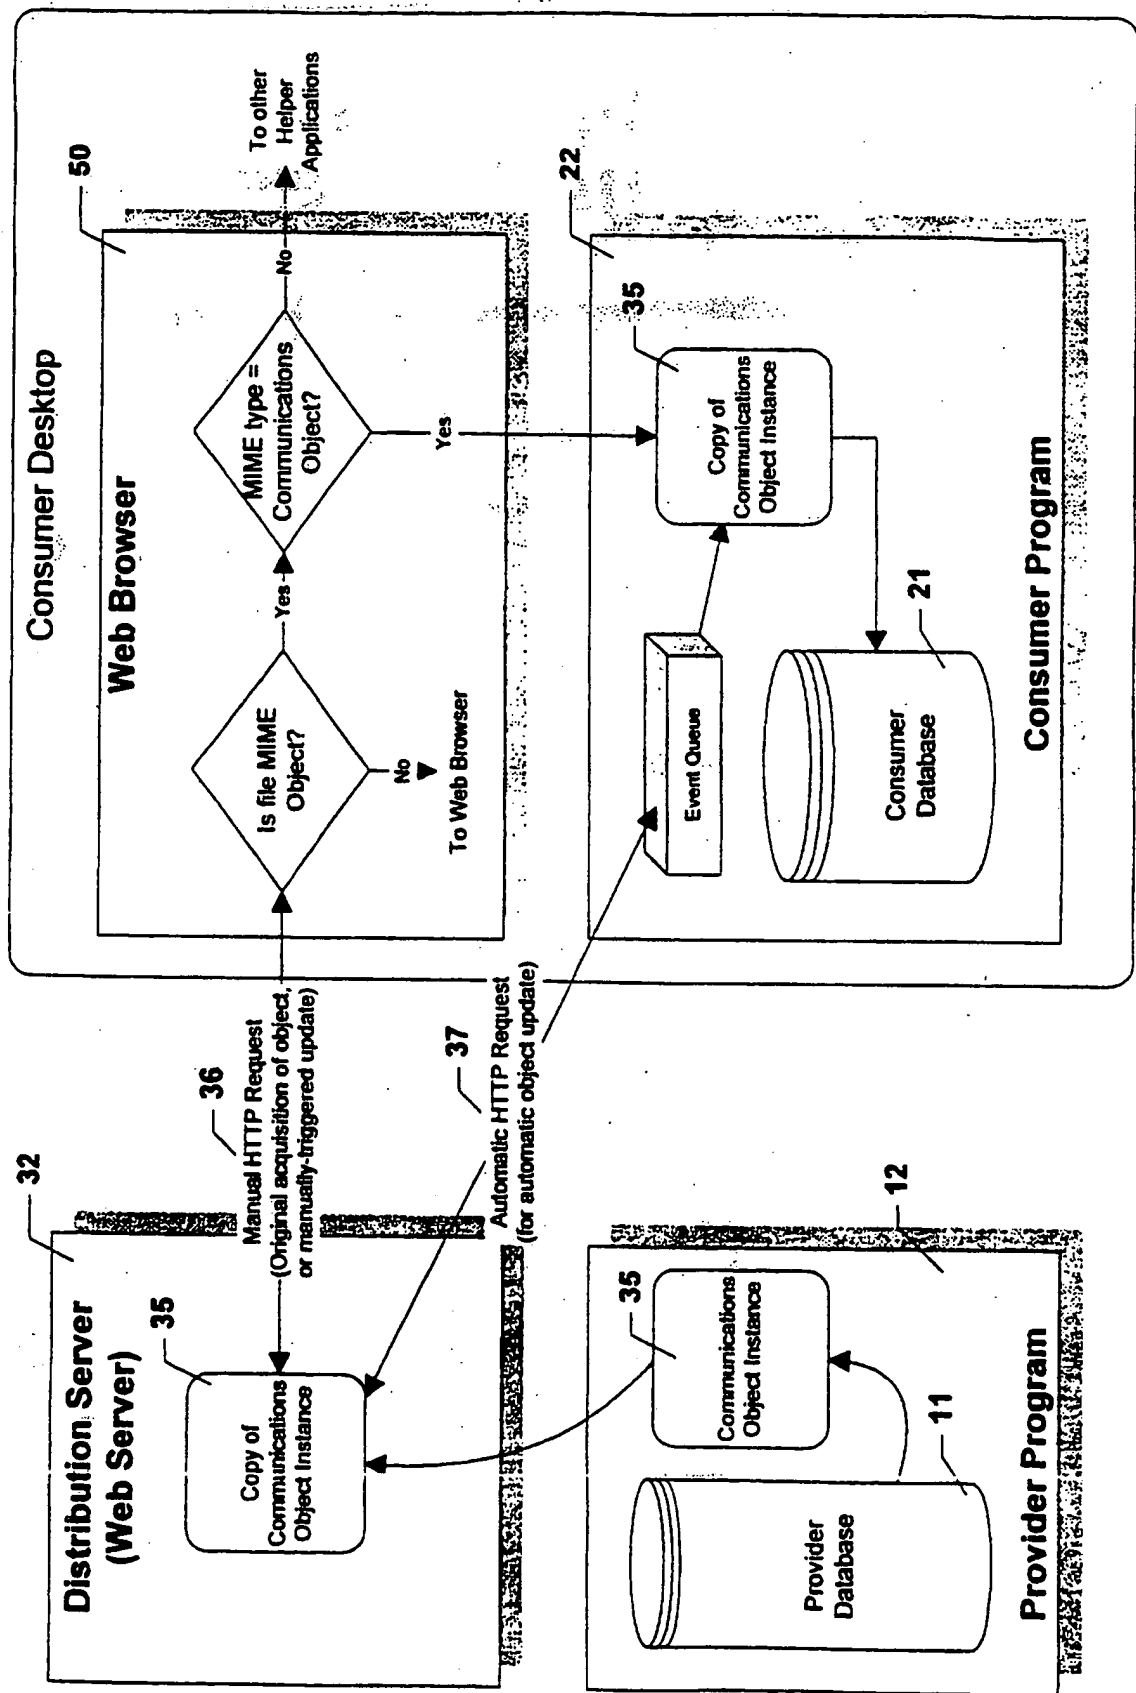 Consumer Desktop
Distribution Server
(Web Server)
32
35
Copy of
Communications
Object Instance
36
Manual HTTP Request
(Original acquisition of object,
or manually-triggered update)
37
Automatic HTTP Request
(for automatic object update)
Web Browser
50
Is file MIME
Object?
Yes
No
To Web Browser
MIME type =
Communications
Object?
No
Yes
To other
Helper
Applications
Provider Program
12
Provider
Database
11
35
Communications
Object Instance
Consumer Program
22
Event Queue
35
Copy of
Communications
Object Instance
Consumer
Database
21